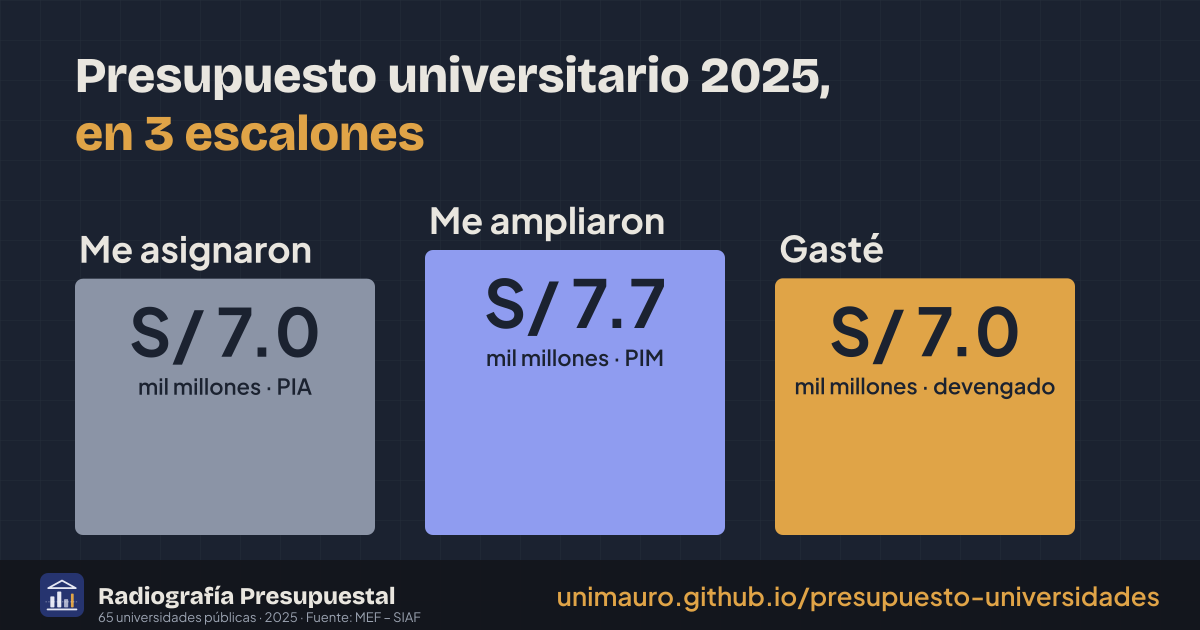 Presupuesto universitario 2025,
en 3 escalones
Me asignaron
S/ 7.0
mil millones · PIA
Me ampliaron
S/ 7.7
mil millones · PIM
Gasté
S/ 7.0
mil millones · devengado
Radiografía Presupuestal
65 universidades públicas · 2025 · Fuente: MEF – SIAF
unimauro.github.io/presupuesto-universidades